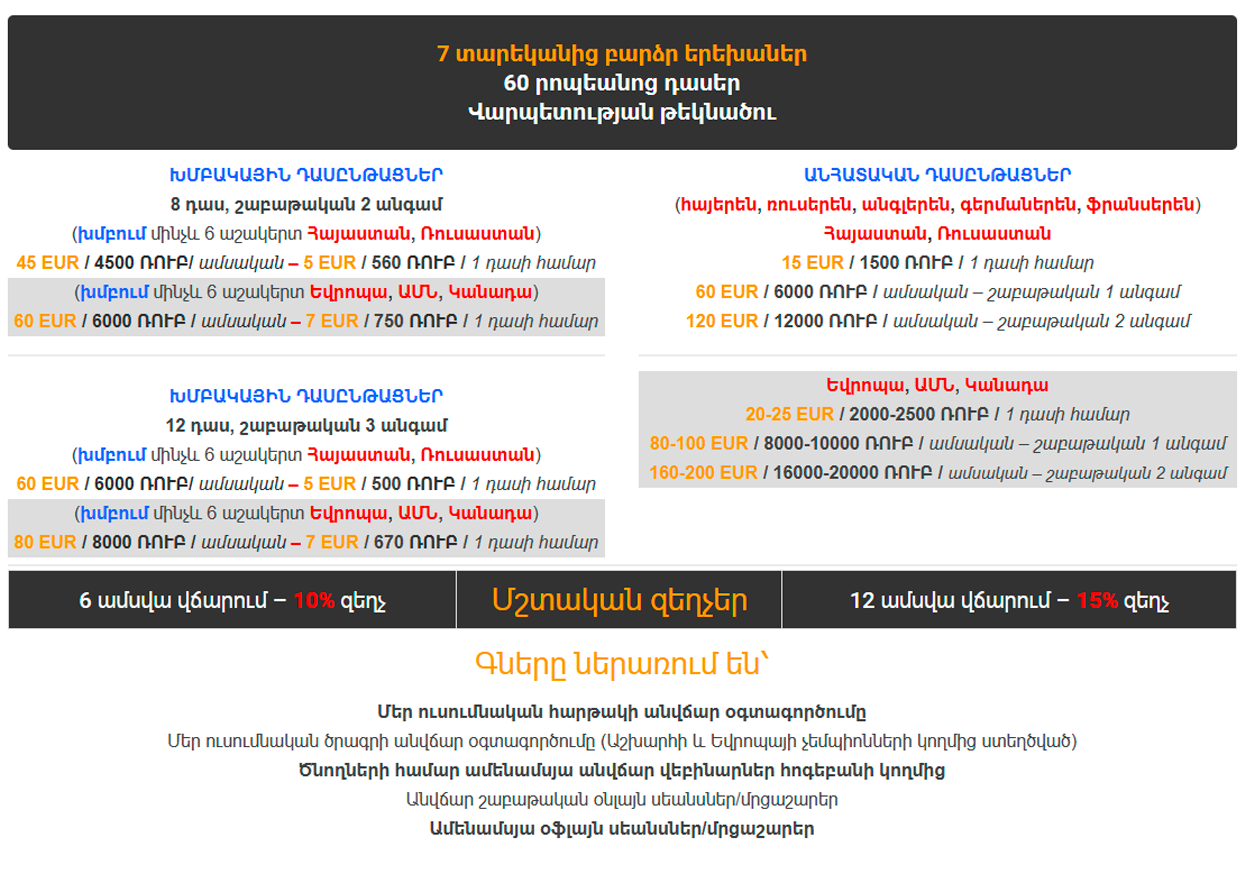 7 տարեկանից բարձր երեխաներ
60 րոպեանոց դասեր
Վարպետության թեկնածու
ԽՄԲԱԿԱՅԻՆ ԴԱՍԸՆԹԱՑՆԵՐ
8 դաս, շաբաթական 2 անգամ
(խմբում մինչև 6 աշակերտ Հայաստան, Ռուսաստան)
45 EUR / 4500 ՌՈՒԲ/ ամսական – 5 EUR / 560 ՌՈՒԲ / 1 դասի համար
(խմբում մինչև 6 աշակերտ Եվրոպա, ԱՄՆ, Կանադա)
60 EUR / 6000 ՌՈՒԲ / ամսական – 7 EUR / 750 ՌՈՒԲ / 1 դասի համար
ԽՄԲԱԿԱՅԻՆ ԴԱՍԸՆԹԱՑՆԵՐ
12 դաս, շաբաթական 3 անգամ
(խմբում մինչև 6 աշակերտ Հայաստան, Ռուսաստան)
60 EUR / 6000 ՌՈՒԲ/ ամսական – 5 EUR / 500 ՌՈՒԲ / 1 դասի համար
(խմբում մինչև 6 աշակերտ Եվրոպա, ԱՄՆ, Կանադա)
80 EUR / 8000 ՌՈՒԲ / ամսական – 7 EUR / 670 ՌՈՒԲ / 1 դասի համար
ԱՆՀԱՏԱԿԱՆ ԴԱՍԸՆԹԱՑՆԵՐ
(հայերեն, ռուսերեն, անգլերեն, գերմաներեն, ֆրանսերեն)
Հայաստան, Ռուսաստան
15 EUR / 1500 ՌՈՒԲ / 1 դասի համար
60 EUR / 6000 ՌՈՒԲ / ամսական – շաբաթական 1 անգամ
120 EUR / 12000 ՌՈՒԲ / ամսական – շաբաթական 2 անգամ
Եվրոպա, ԱՄՆ, Կանադա
20-25 EUR / 2000-2500 ՌՈՒԲ / 1 դասի համար
80-100 EUR / 8000-10000 ՌՈՒԲ / ամսական – շաբաթական 1 անգամ
160-200 EUR / 16000-20000 ՌՈՒԲ / ամսական – շաբաթական 2 անգամ
6 ամսվա վճարում – 10% զեղչ
Մշտական զեղչեր
12 ամսվա վճարում – 15% զեղչ
Գները ներառում են՝
Մեր ուսումնական հարթակի անվճար օգտագործումը
Մեր ուսումնական ծրագրի անվճար օգտագործումը (Աշխարհի և Եվրոպայի չեմպիոնների կողմից ստեղծված)
Ծնողների համար ամենամսյա անվճար վեբինարներ հոգեբանի կողմից
Անվճար շաբաթական օնլայն սեանսներ/մրցաշարեր
Ամենամսյա օֆլայն սեանսներ/մրցաշարեր